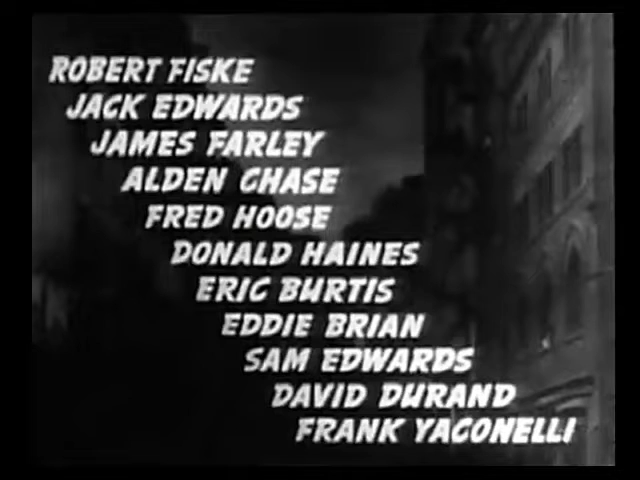 ROBERT FISKE
JACK EDWARDS
JAMES FARLEY
ALDEN CHASE
FRED HOOSE
DONALD HAINES
ERIC BURTIS
EDDIE BRIAN
SAM EDWARDS
DAVID DURAND
FRANK YACONELLI